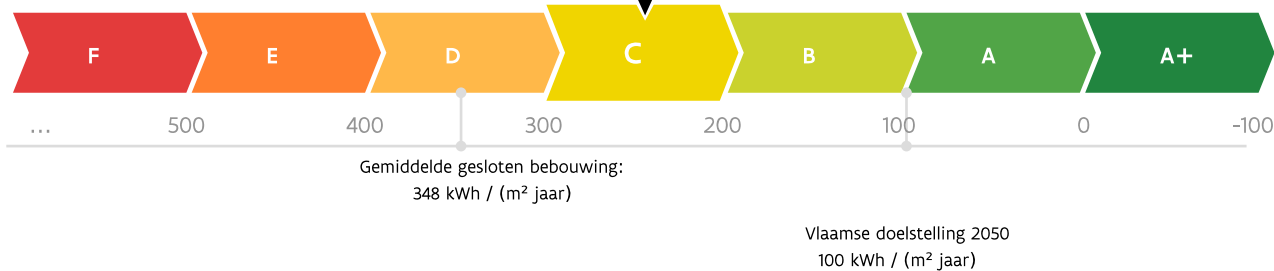 F E D C B A A+
... 500 400 300 200 100 0 -100
Gemiddelde gesloten bebouwing:
348 kWh / (m² jaar)
Vlaamse doelstelling 2050
100 kWh / (m² jaar)